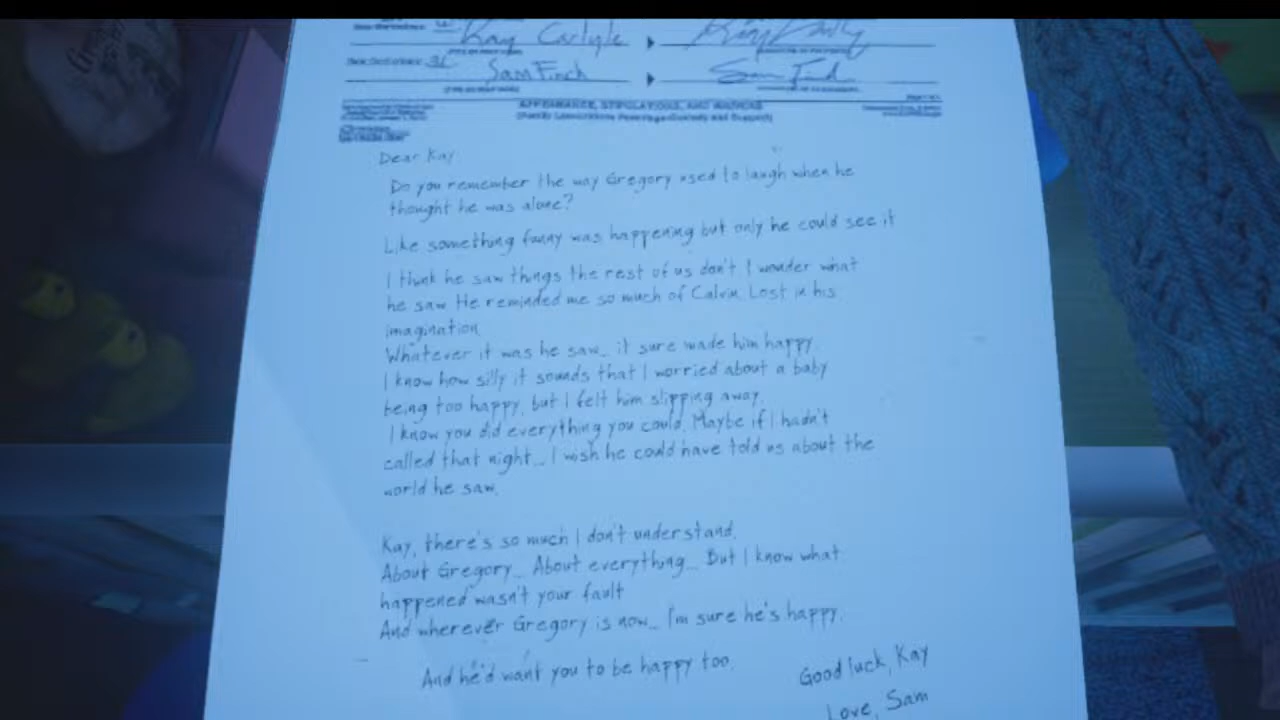 Kay Carlyle
Sam Finch
APPEARANCE, STIPULATIONS, AND WAIVERS
Dear Kay
Do you remember the way Gregory used to laugh when he
thought he was alone?
Like something funny was happening but only he could see it
I think he saw things the rest of us don't I wonder what
he saw He reminded me so much of Calvin Lost in his
imagination
Whatever it was he saw... it sure made him happy.
I know how silly it sounds that I worried about a baby
being too happy, but I felt him slipping away.
I know you did everything you could. Maybe if I hadn't
called that night... I wish he could have told us about the
world he saw.
Kay, there's so much I don't understand.
About Gregory... About everything... But I know what
happened wasn't your fault
And wherever Gregory is now... I'm sure he's happy.
And he'd want you to be happy too.
Good luck, Kay
Love, Sam